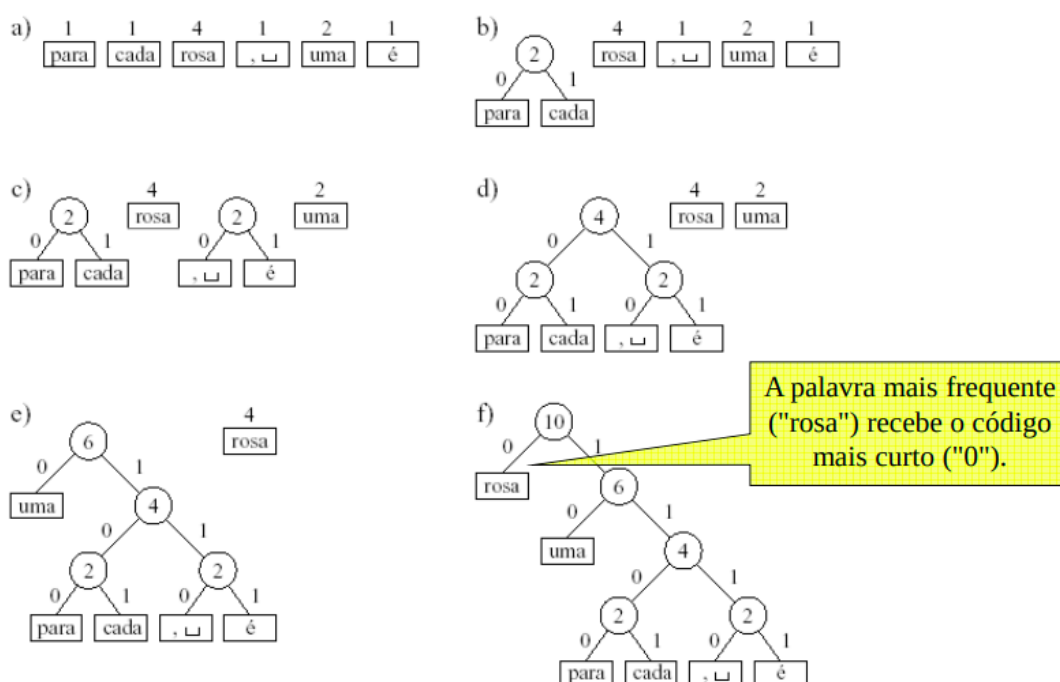 a) 1 1 4 1 2 1
para cada rosa , ␣ uma é
b) 4 1 2 1
2 rosa , ␣ uma é
0 1
para cada
c) 4 2
2 rosa 2 uma
0 1 0 1
para cada , ␣ é
d) 4 2
4 rosa uma
0 1
2 2
0 1 0 1
para cada , ␣ é
e) 4
6 rosa
0 1
uma 4
0 1
2 2
0 1 0 1
para cada , ␣ é
f) 10
0 1
rosa 6
0 1
uma 4
0 1
2 2
0 1 0 1
para cada , ␣ é
A palavra mais frequente
("rosa") recebe o código
mais curto ("0").